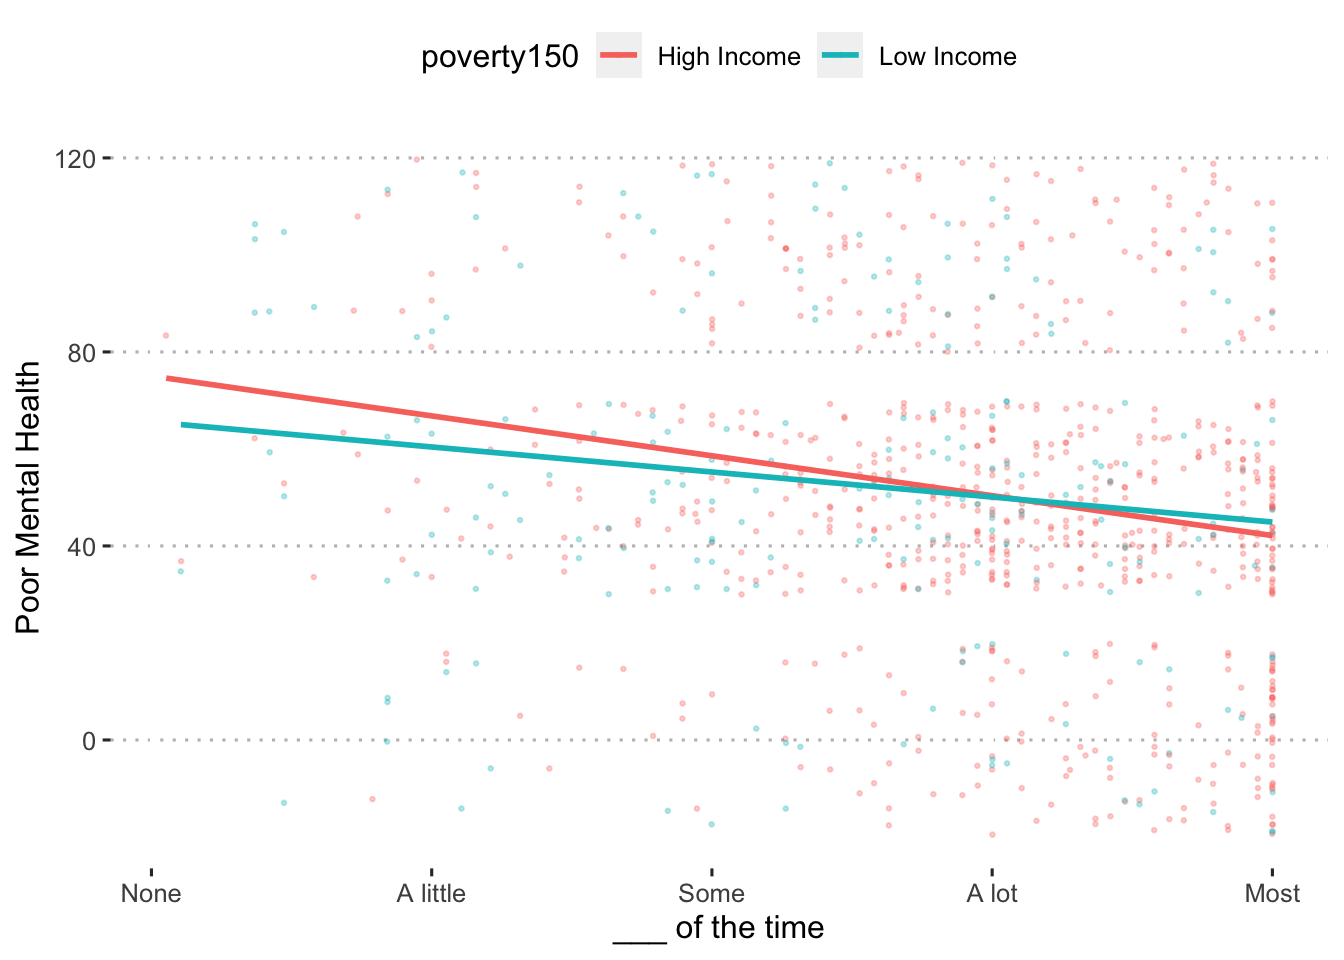 poverty150 High Income Low Income
120
80
40
0
Poor Mental Health
None A little Some A lot Most
___ of the time